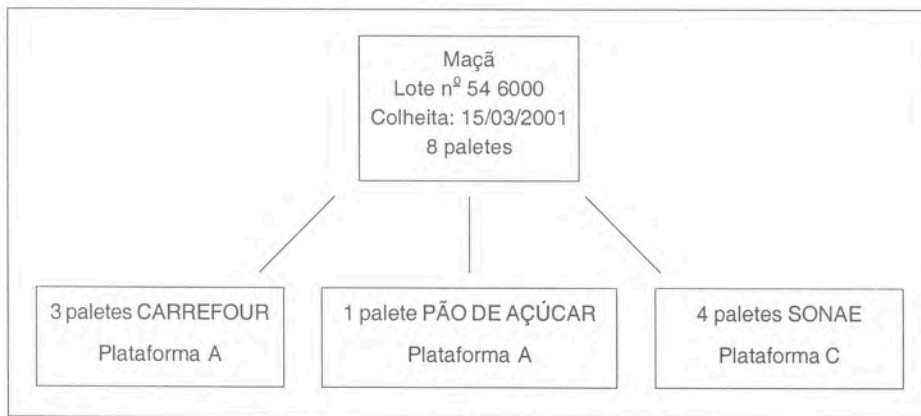 Maçã
Lote nº 54 6000
Colheita: 15/03/2001
8 paletes
3 paletes CARREFOUR
Plataforma A
1 palete PÃO DE AÇÚCAR
Plataforma A
4 paletes SONAE
Plataforma C